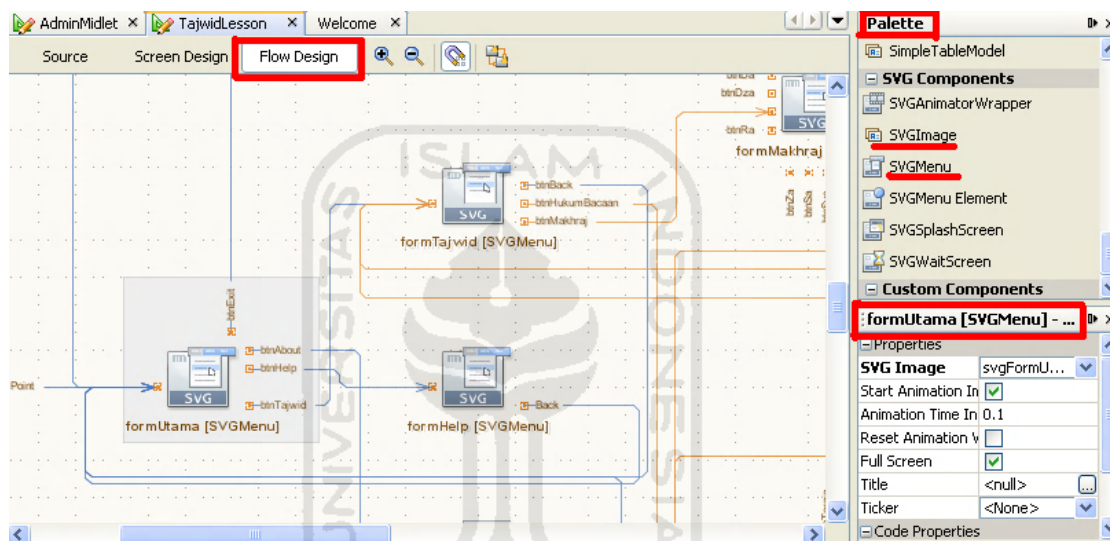 AdminMidlet
TajwidLesson
Welcome
Source
Screen Design
Flow Design
btnDza
btnRa
SVG
formMakhraj
btnZa
btnSa
btnBack
btnHukumBacaan
btnMakhraj
SVG
formTajwid [SVGMenu]
btnExit
Point
btnAbout
btnHelp
btnTajwid
SVG
formUtama [SVGMenu]
Back
SVG
formHelp [SVGMenu]
UNIVERSITAS
ISLAM
INDONESIA
Palette
SimpleTableModel
SVG Components
SVGAnimatorWrapper
SVGImage
SVGMenu
SVGMenu Element
SVGSplashScreen
SVGWaitScreen
Custom Components
formUtama [SVGMenu] - ...
Properties
SVG Image svgFormU...
Start Animation In
Animation Time In 0.1
Reset Animation
Full Screen
Title <null> ...
Ticker <None>
Code Properties